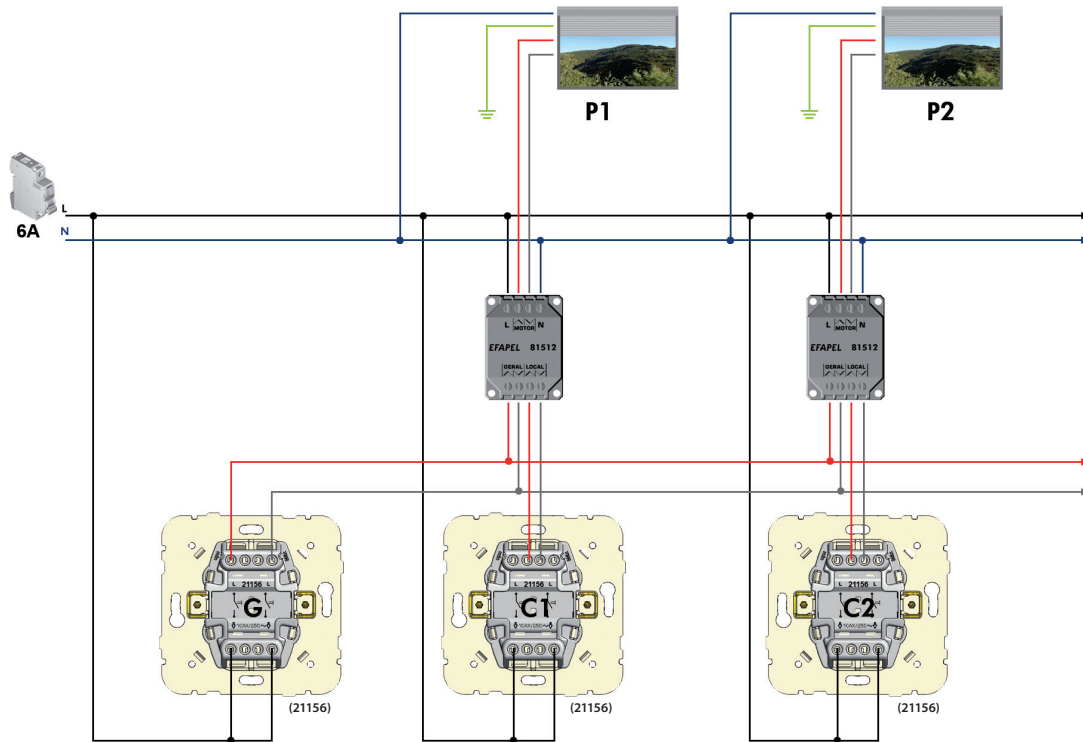 P1
P2
L
6A
N
L MOTOR N
EFAPEL 81512
GERAL LOCAL
L MOTOR N
EFAPEL 81512
GERAL LOCAL
L 21156 L
G
L 21156 L
C1
L 21156 L
C2
(21156)
(21156)
(21156)